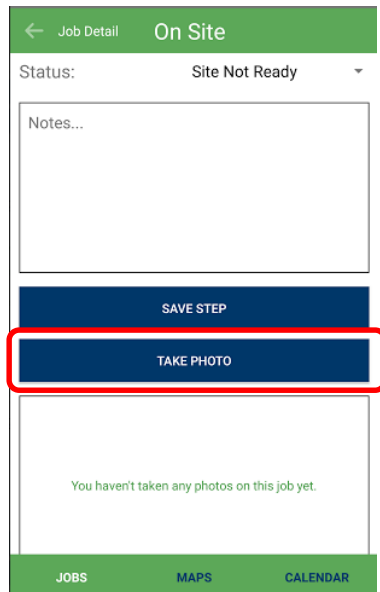 Job Detail On Site
Status: Site Not Ready
Notes...
SAVE STEP
TAKE PHOTO
You haven't taken any photos on this job yet.
JOBS MAPS CALENDAR